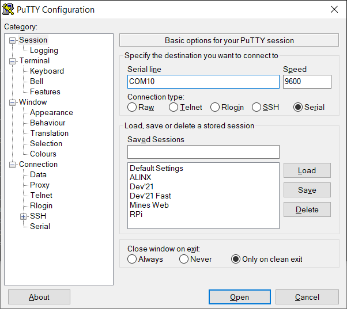 PuTTY Configuration
Category:
Session
Logging
Terminal
Keyboard
Bell
Features
Window
Appearance
Behaviour
Translation
Selection
Colours
Connection
Data
Proxy
Telnet
Rlogin
SSH
Serial
Basic options for your PuTTY session
Specify the destination you want to connect to
Serial line Speed
COM10 9600
Connection type:
Raw Telnet Rlogin SSH Serial
Load, save or delete a stored session
Saved Sessions
Default Settings
ALINX
Dev'21
Dev'21 Fast
Mines Web
RPi
Load
Save
Delete
Close window on exit:
Always Never Only on clean exit
About Open Cancel